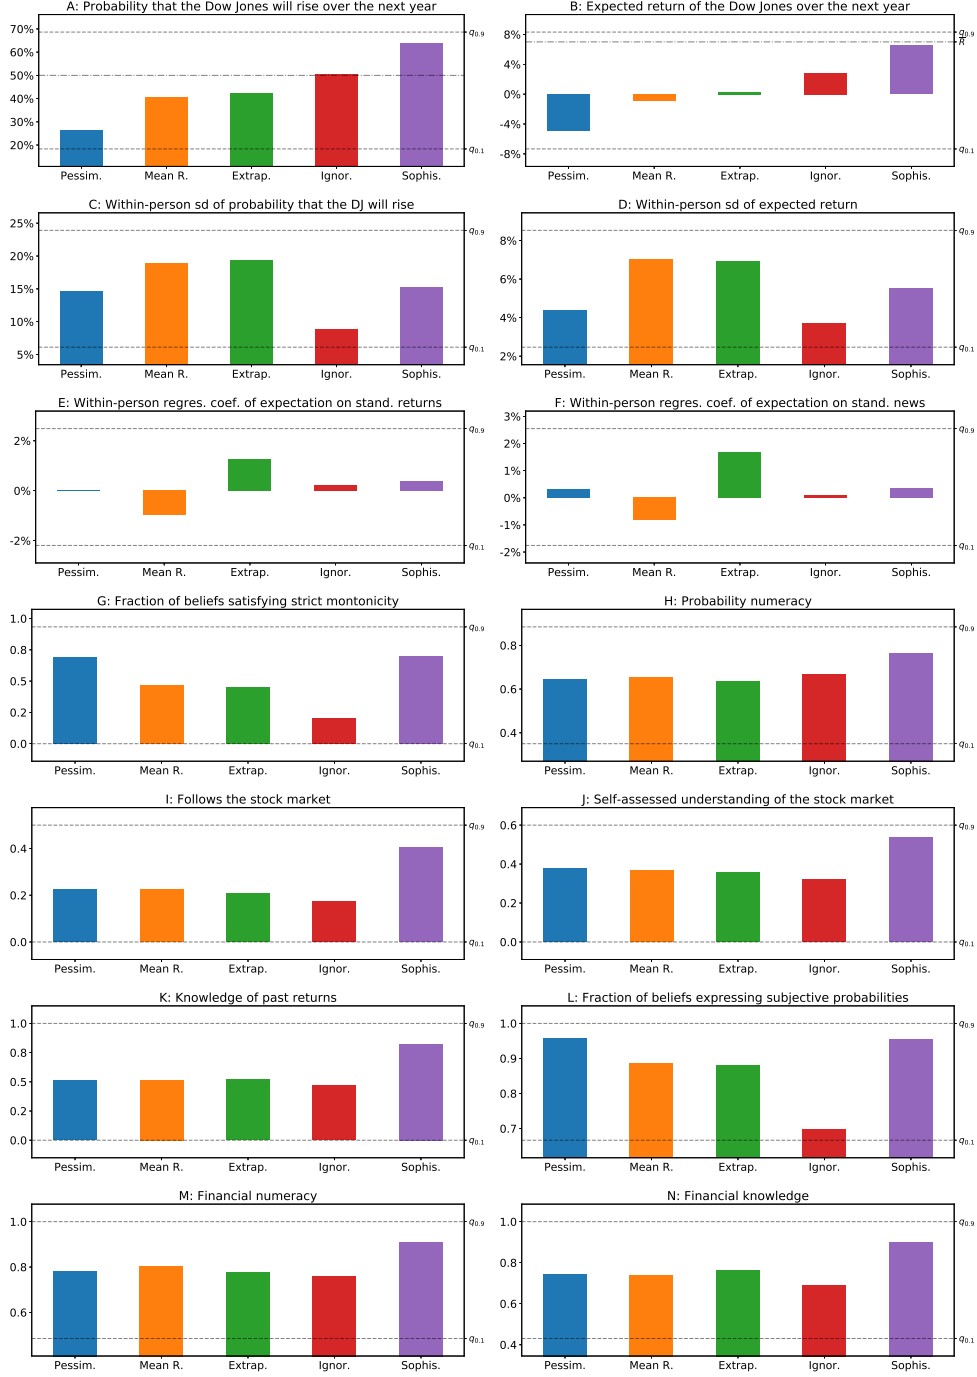 A: Probability that the Dow Jones will rise over the next year
70%
60%
50%
40%
30%
20%
q0.9
q0.1
Pessim. Mean R. Extrap. Ignor. Sophis.
B: Expected return of the Dow Jones over the next year
8%
4%
0%
-4%
-8%
q0.9
R
q0.1
Pessim. Mean R. Extrap. Ignor. Sophis.
C: Within-person sd of probability that the DJ will rise
25%
20%
15%
10%
5%
q0.9
q0.1
Pessim. Mean R. Extrap. Ignor. Sophis.
D: Within-person sd of expected return
8%
6%
4%
2%
q0.9
q0.1
Pessim. Mean R. Extrap. Ignor. Sophis.
E: Within-person regres. coef. of expectation on stand. returns
2%
0%
-2%
q0.9
q0.1
Pessim. Mean R. Extrap. Ignor. Sophis.
F: Within-person regres. coef. of expectation on stand. news
3%
2%
1%
0%
-1%
-2%
q0.9
q0.1
Pessim. Mean R. Extrap. Ignor. Sophis.
G: Fraction of beliefs satisfying strict montonicity
1.0
0.8
0.5
0.2
0.0
q0.9
q0.1
Pessim. Mean R. Extrap. Ignor. Sophis.
H: Probability numeracy
0.8
0.6
0.4
q0.9
q0.1
Pessim. Mean R. Extrap. Ignor. Sophis.
I: Follows the stock market
0.4
0.2
0.0
q0.9
q0.1
Pessim. Mean R. Extrap. Ignor. Sophis.
J: Self-assessed understanding of the stock market
0.6
0.4
0.2
0.0
q0.9
q0.1
Pessim. Mean R. Extrap. Ignor. Sophis.
K: Knowledge of past returns
1.0
0.8
0.5
0.2
0.0
q0.9
q0.1
Pessim. Mean R. Extrap. Ignor. Sophis.
L: Fraction of beliefs expressing subjective probabilities
1.0
0.9
0.8
0.7
q0.9
q0.1
Pessim. Mean R. Extrap. Ignor. Sophis.
M: Financial numeracy
1.0
0.8
0.6
q0.9
q0.1
Pessim. Mean R. Extrap. Ignor. Sophis.
N: Financial knowledge
1.0
0.8
0.6
0.4
q0.9
q0.1
Pessim. Mean R. Extrap. Ignor. Sophis.